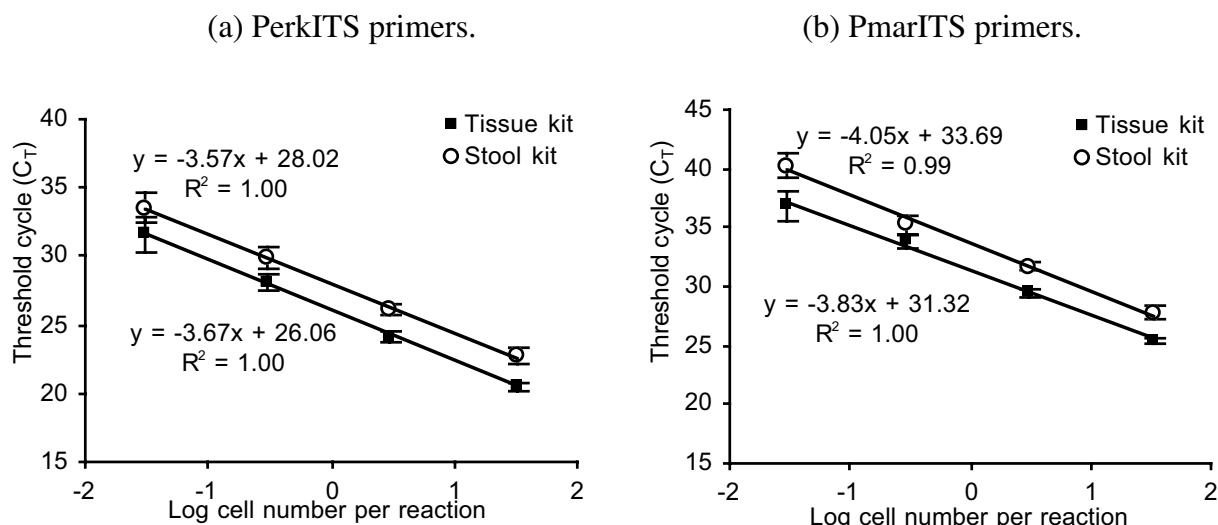 (a) PerkITS primers.
40
35
30
25
20
15
-2
-1
0
1
2
Threshold cycle (C_T)
Log cell number per reaction
■ Tissue kit
○ Stool kit
y = -3.57x + 28.02
R² = 1.00
y = -3.67x + 26.06
R² = 1.00
(b) PmarITS primers.
45
40
35
30
25
20
15
-2
-1
0
1
2
Threshold cycle (C_T)
Log cell number per reaction
■ Tissue kit
○ Stool kit
y = -4.05x + 33.69
R² = 0.99
y = -3.83x + 31.32
R² = 1.00